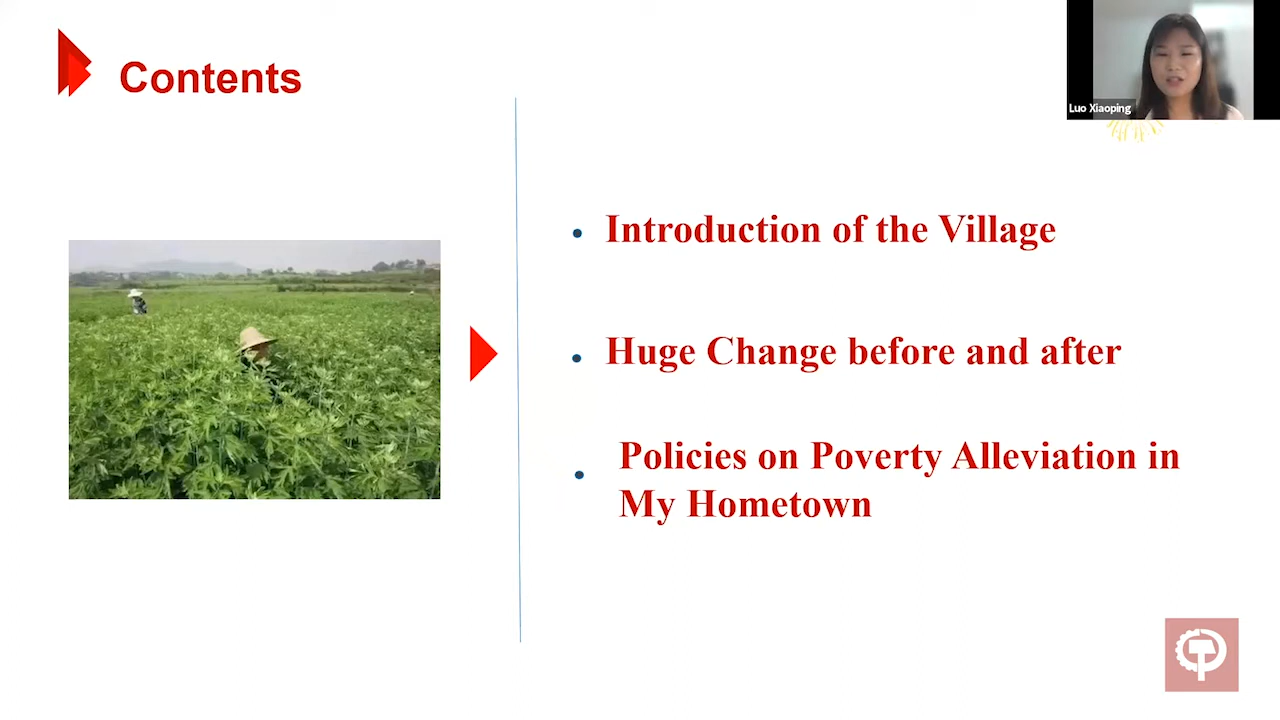 Contents
Luo Xiaoping
Introduction of the Village
Huge Change before and after
Policies on Poverty Alleviation in
My Hometown